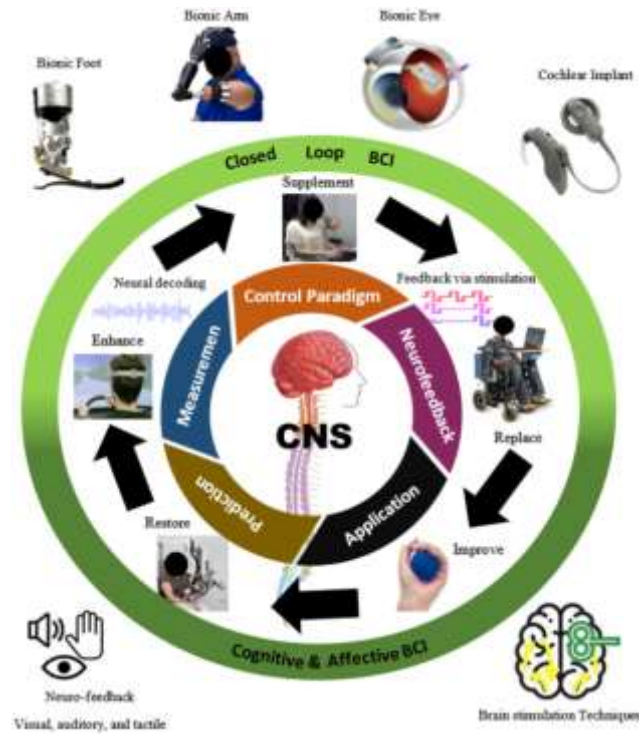 Bionic Arm
Bionic Eye
Bionic Foot
Cochlear Implant
Closed Loop BCI
Supplement
Neural decoding
Feedback via stimulation
Control Paradigm
Enhance
Measuremen
Neurofeedback
CNS
Replace
Prediction
Application
Restore
Improve
Cognitive & Affective BCI
Neuro-feedback
Visual, auditory, and tactile
Brain stimulation Techniques